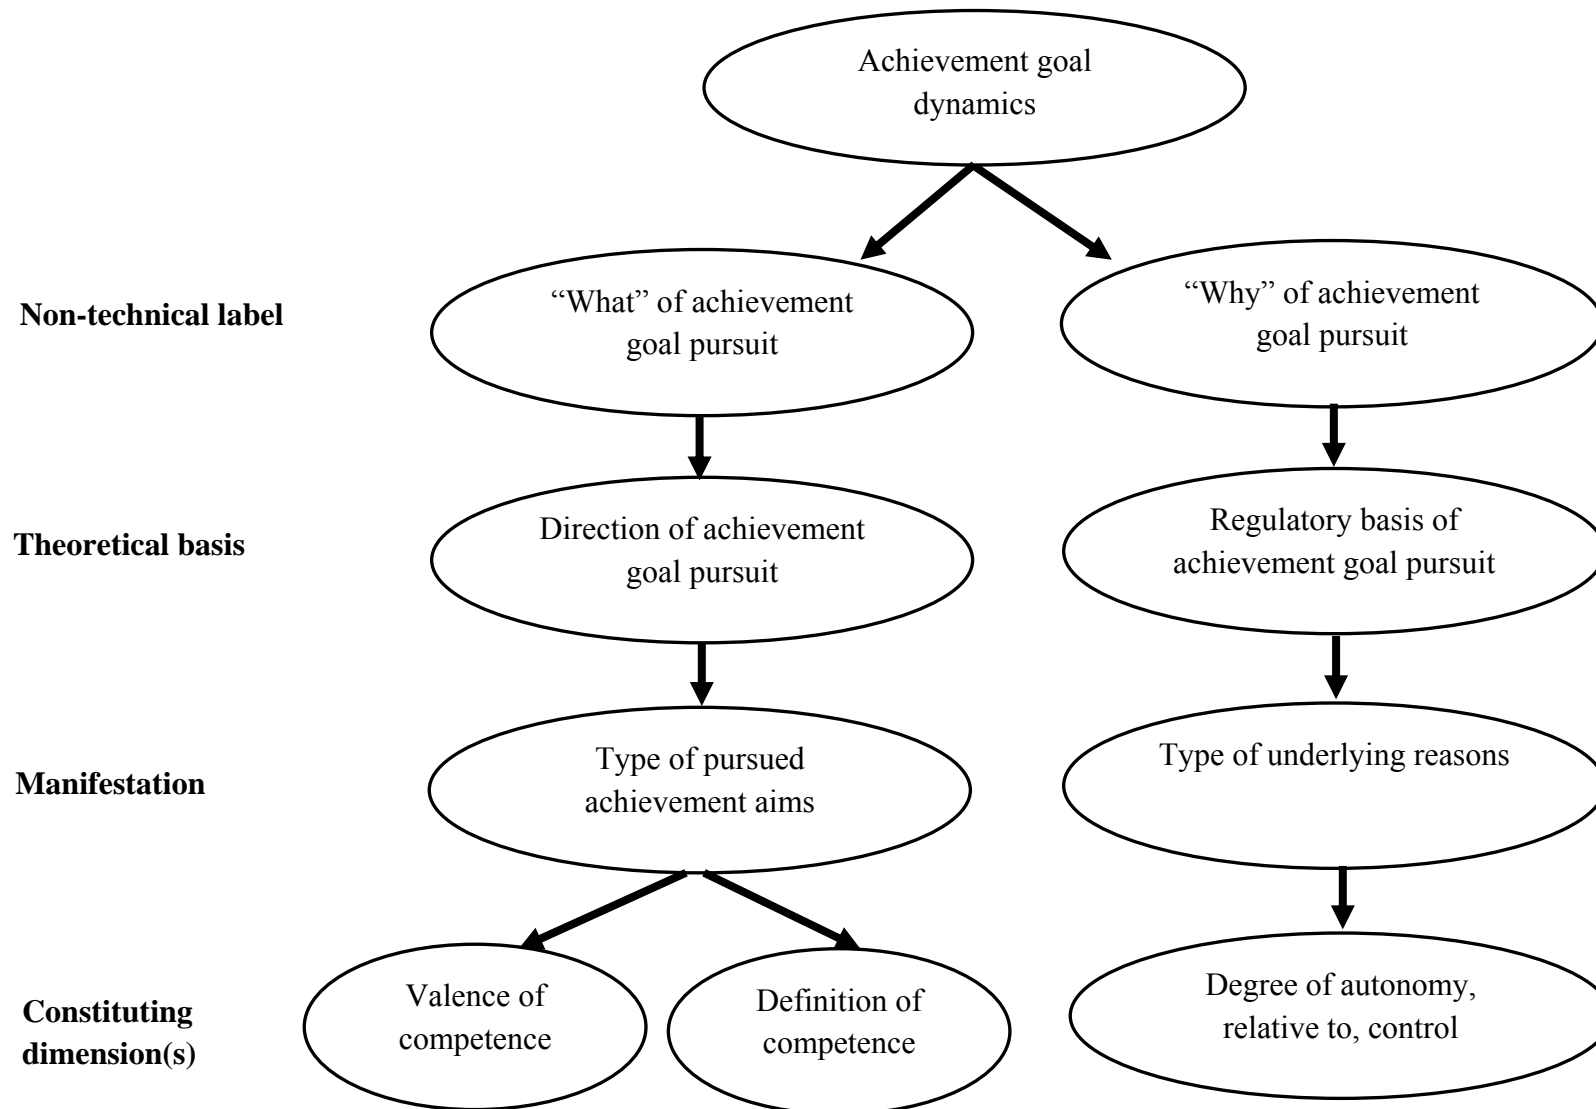 Achievement goal
dynamics
Non-technical label
“What” of achievement
goal pursuit
“Why” of achievement
goal pursuit
Theoretical basis
Direction of achievement
goal pursuit
Regulatory basis of
achievement goal pursuit
Manifestation
Type of pursued
achievement aims
Type of underlying reasons
Constituting
dimension(s)
Valence of
competence
Definition of
competence
Degree of autonomy,
relative to, control